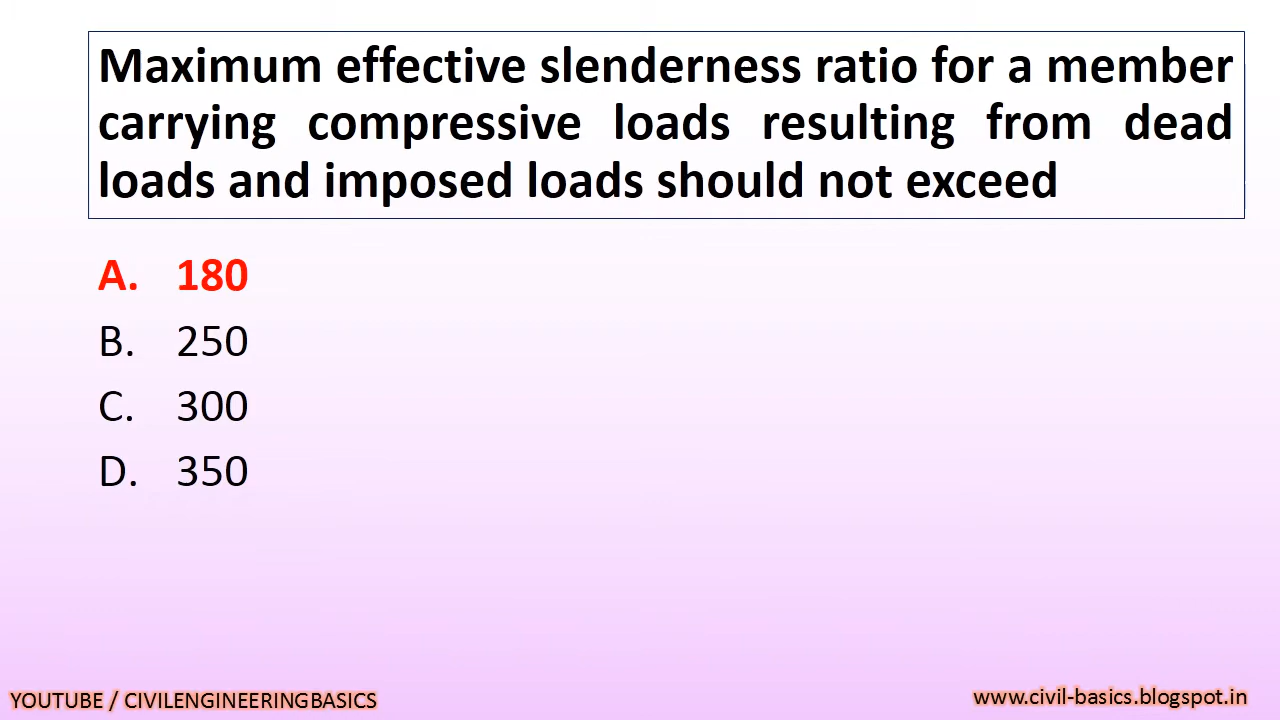 Maximum effective slenderness ratio for a member
carrying compressive loads resulting from dead
loads and imposed loads should not exceed
A. 180
B. 250
C. 300
D. 350
YOUTUBE / CIVILENGINEERINGBASICS
www.civil-basics.blogspot.in